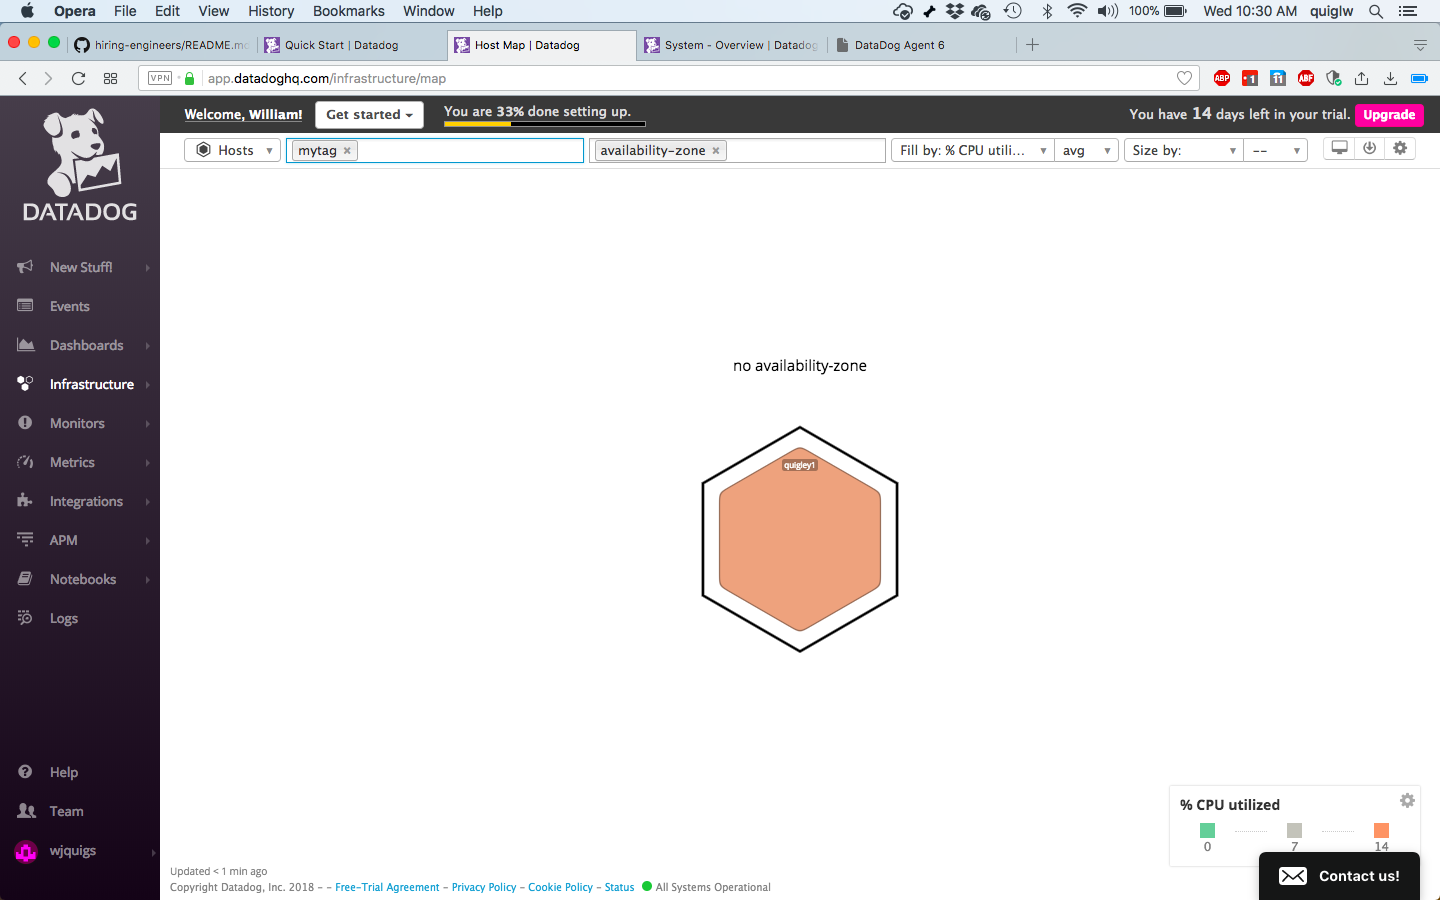 Opera File Edit View History Bookmarks Window Help 100% Wed 10:30 AM quiglw
hiring-engineers/README.m Quick Start | Datadog Host Map | Datadog System - Overview | Datadog DataDog Agent 6
VPN app.datadoghq.com/infrastructure/map ABP 1 11 ABF
Welcome, William! Get started You are 33% done setting up. You have 14 days left in your trial. Upgrade
Hosts mytag × availability-zone × Fill by: % CPU utili... avg Size by: --
DATADOG
New Stuff!
Events
Dashboards
Infrastructure
Monitors
Metrics
Integrations
APM
Notebooks
Logs
Help
Team
wjquigs
no availability-zone
quigley1
% CPU utilized
0 7 14
Updated < 1 min ago
Copyright Datadog, Inc. 2018 - - Free-Trial Agreement - Privacy Policy - Cookie Policy - Status All Systems Operational
Contact us!